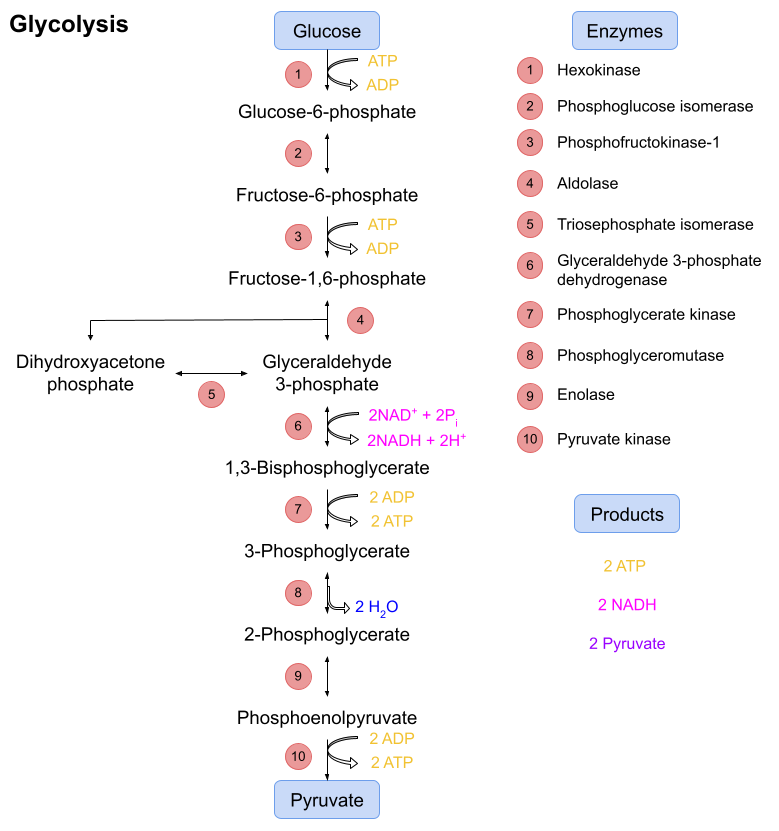 Glycolysis
Glucose
1
ATP
ADP
Glucose-6-phosphate
2
Fructose-6-phosphate
3
ATP
ADP
Fructose-1,6-phosphate
4
Dihydroxyacetone
phosphate
5
Glyceraldehyde
3-phosphate
6
2NAD⁺ + 2Pᵢ
2NADH + 2H⁺
1,3-Bisphosphoglycerate
7
2 ADP
2 ATP
3-Phosphoglycerate
8
2 H₂O
2-Phosphoglycerate
9
Phosphoenolpyruvate
10
2 ADP
2 ATP
Pyruvate
Enzymes
1 Hexokinase
2 Phosphoglucose isomerase
3 Phosphofructokinase-1
4 Aldolase
5 Triosephosphate isomerase
6 Glyceraldehyde 3-phosphate
dehydrogenase
7 Phosphoglycerate kinase
8 Phosphoglyceromutase
9 Enolase
10 Pyruvate kinase
Products
2 ATP
2 NADH
2 Pyruvate